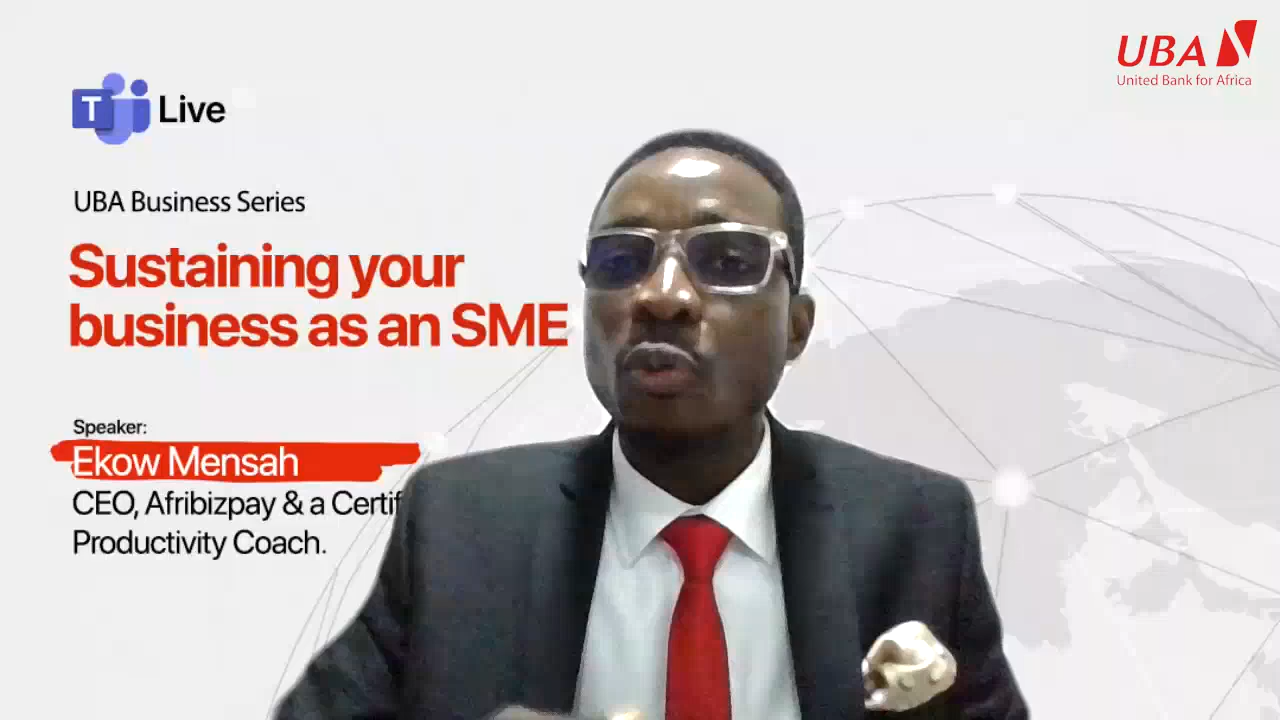 UBA
United Bank for Africa
T Live
UBA Business Series
Sustaining your
business as an SME
Speaker:
Ekow Mensah
CEO, Afribizpay & a Certif
Productivity Coach.